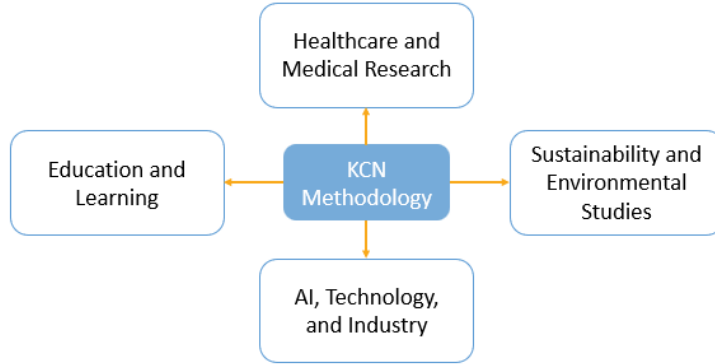 Healthcare and
Medical Research
Education and
Learning
KCN
Methodology
Sustainability and
Environmental
Studies
AI, Technology,
and Industry